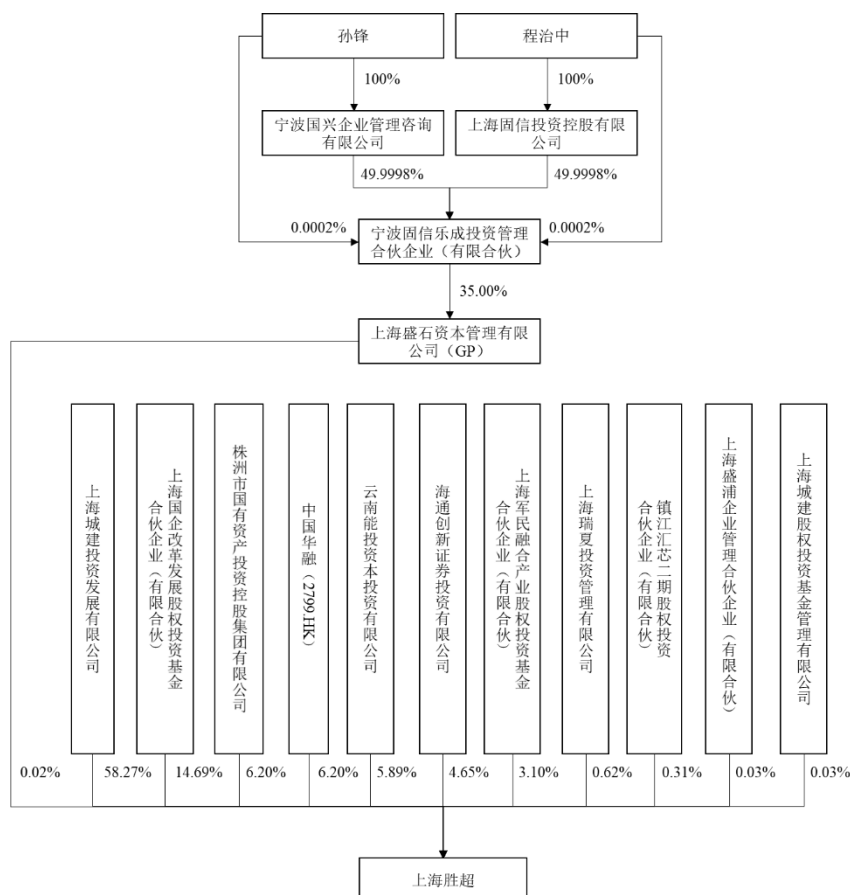 孙锋
程治中
100%
100%
宁波国兴企业管理咨询
有限公司
上海固信投资控股有限
公司
49.9998%
49.9998%
0.0002%
0.0002%
宁波固信乐成投资管理
合伙企业（有限合伙）
35.00%
上海盛石资本管理有限
公司（GP）
上海城建投资发展有限公司
上海国企改革发展股权投资基金
合伙企业（有限合伙）
株洲市国有资产投资控股集团有限公司
中国华融（2799.HK）
云南能投资本投资有限公司
海通创新证券投资有限公司
上海军民融合产业股权投资基金
合伙企业（有限合伙）
上海瑞夏投资管理有限公司
镇江汇芯二期股权投资
合伙企业（有限合伙）
上海盛浦企业管理合伙企业（有限合伙）
上海城建股权投资基金管理有限公司
0.02%
58.27%
14.69%
6.20%
6.20%
5.89%
4.65%
3.10%
0.62%
0.31%
0.03%
0.03%
上海胜超